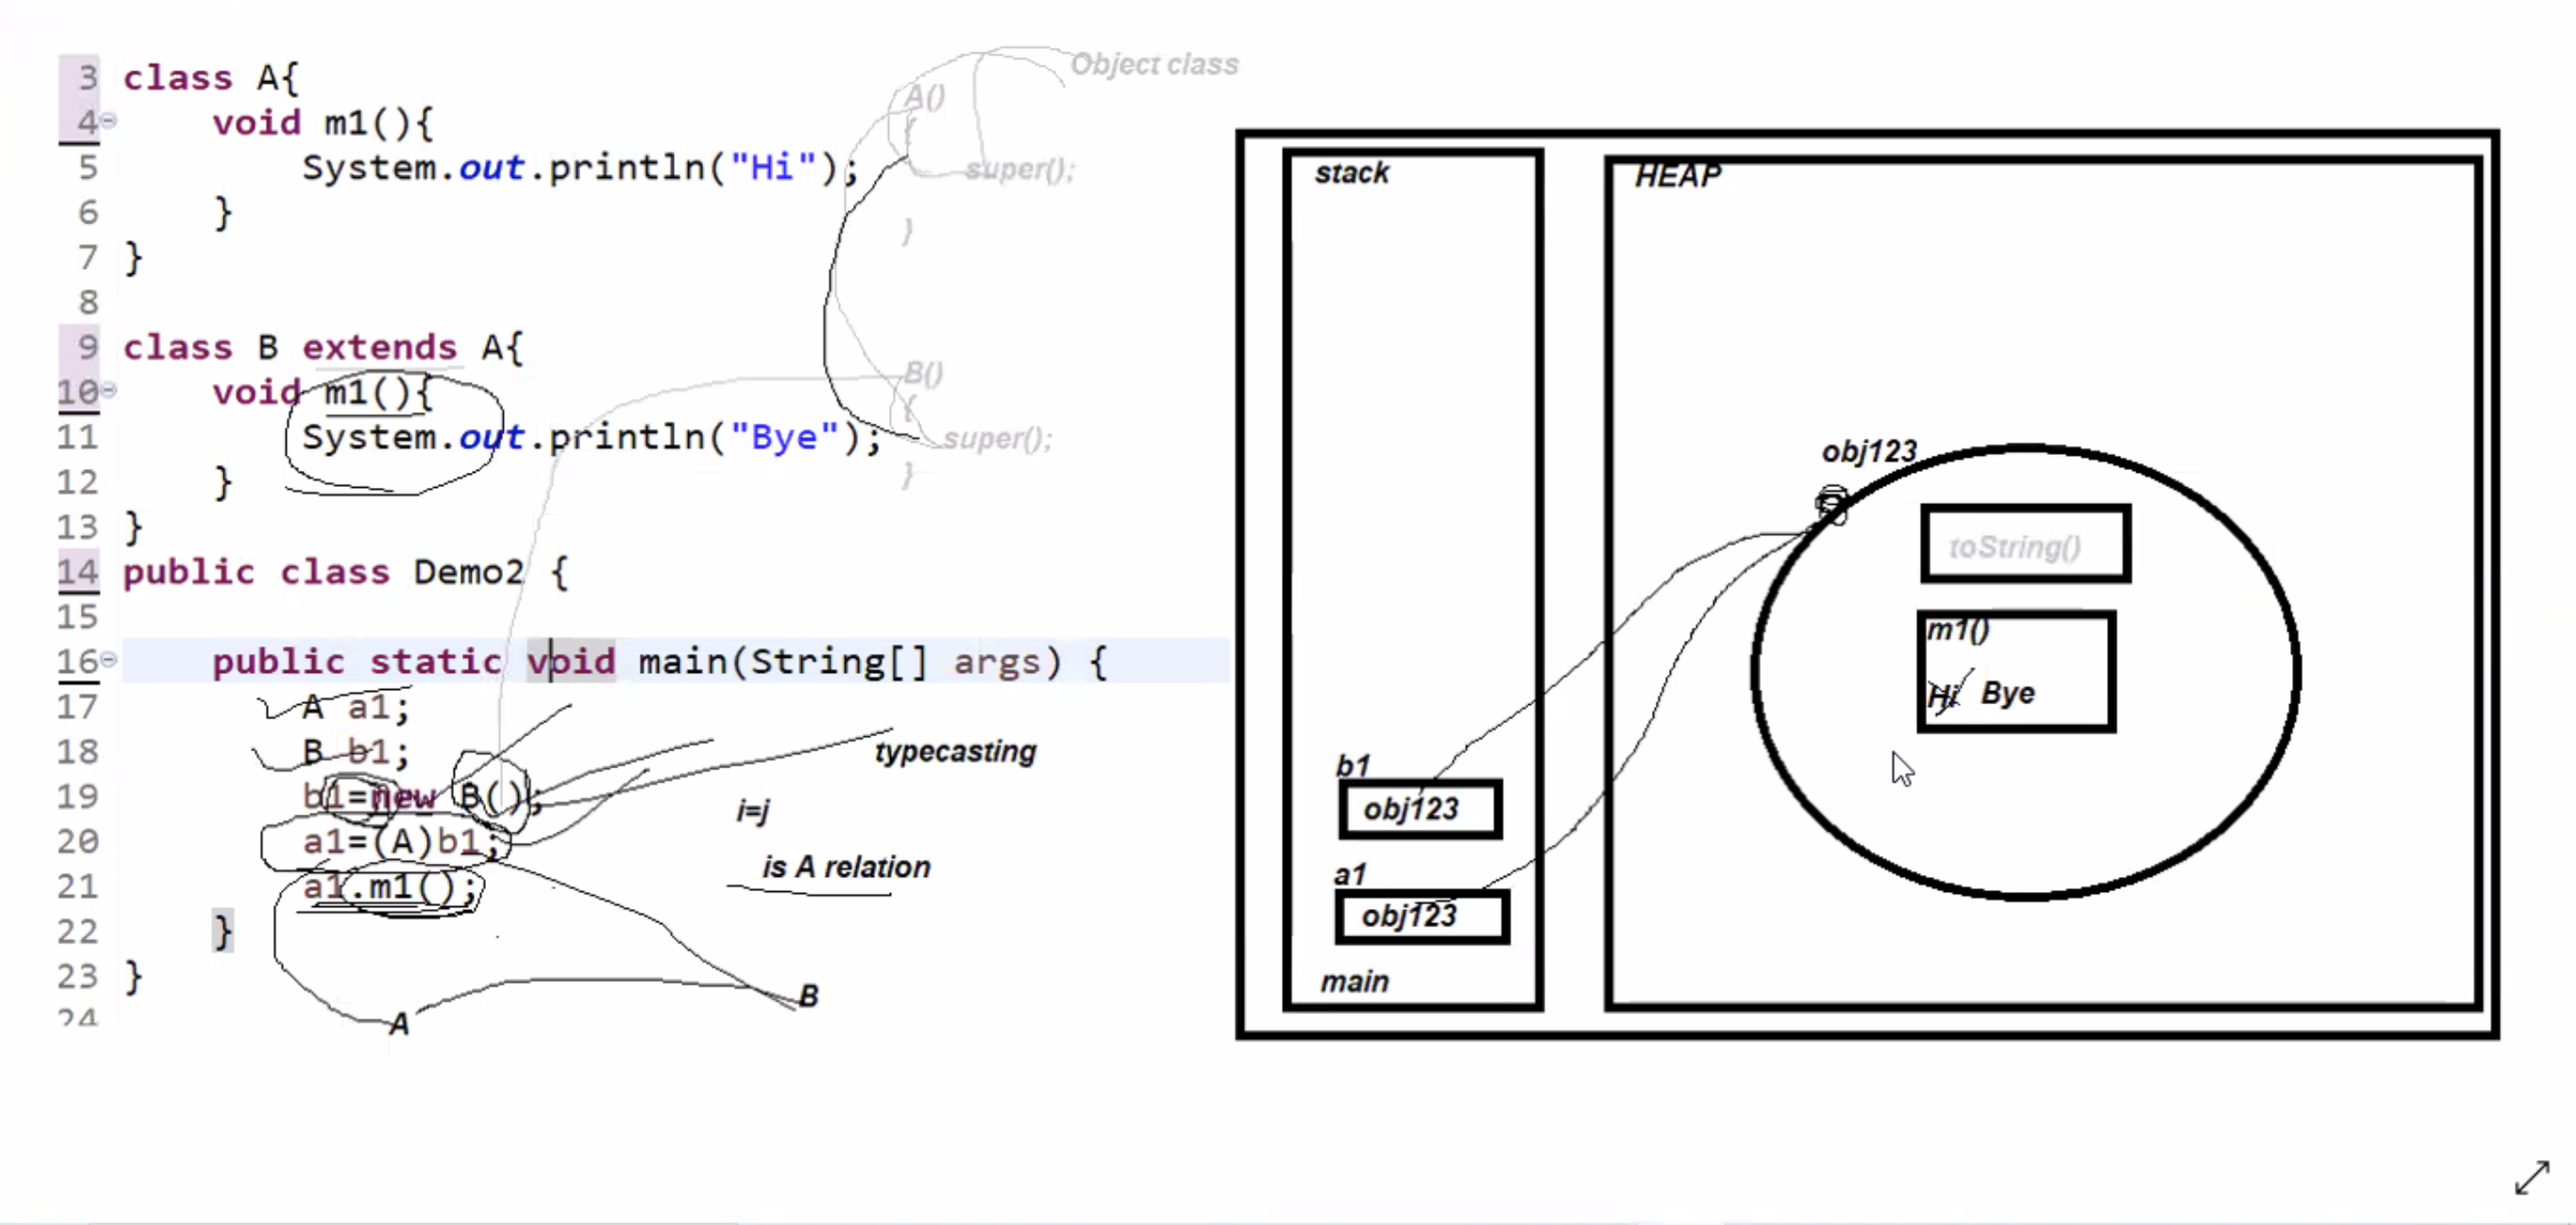 3 class A{
4 void m1(){
5 System.out.println("Hi");
6 }
7 }
8
9 class B extends A{
10 void m1(){
11 System.out.println("Bye");
12 }
13 }
14 public class Demo2 {
15
16 public static void main(String[] args) {
17 A a1;
18 B b1;
19 b1=new B();
20 a1=(A)b1;
21 a1.m1();
22 }
23 }
24
Object class
A()
{
super();
}
B()
{
super();
}
typecasting
i=j
is A relation
A
B
stack
b1
obj123
a1
obj123
main
HEAP
obj123
toString()
m1()
Hi Bye